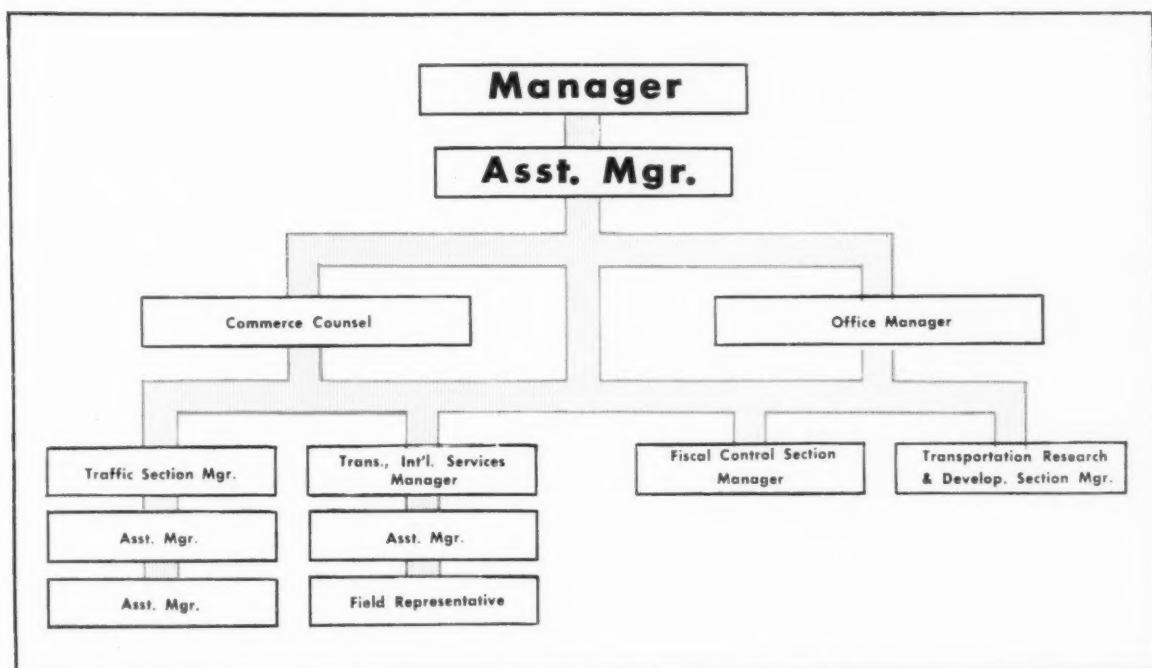 Manager
Asst. Mgr.
Commerce Counsel
Office Manager
Traffic Section Mgr.
Trans., Int'l. Services
Manager
Fiscal Control Section
Manager
Transportation Research
& Develop. Section Mgr.
Asst. Mgr.
Asst. Mgr.
Asst. Mgr.
Field Representative